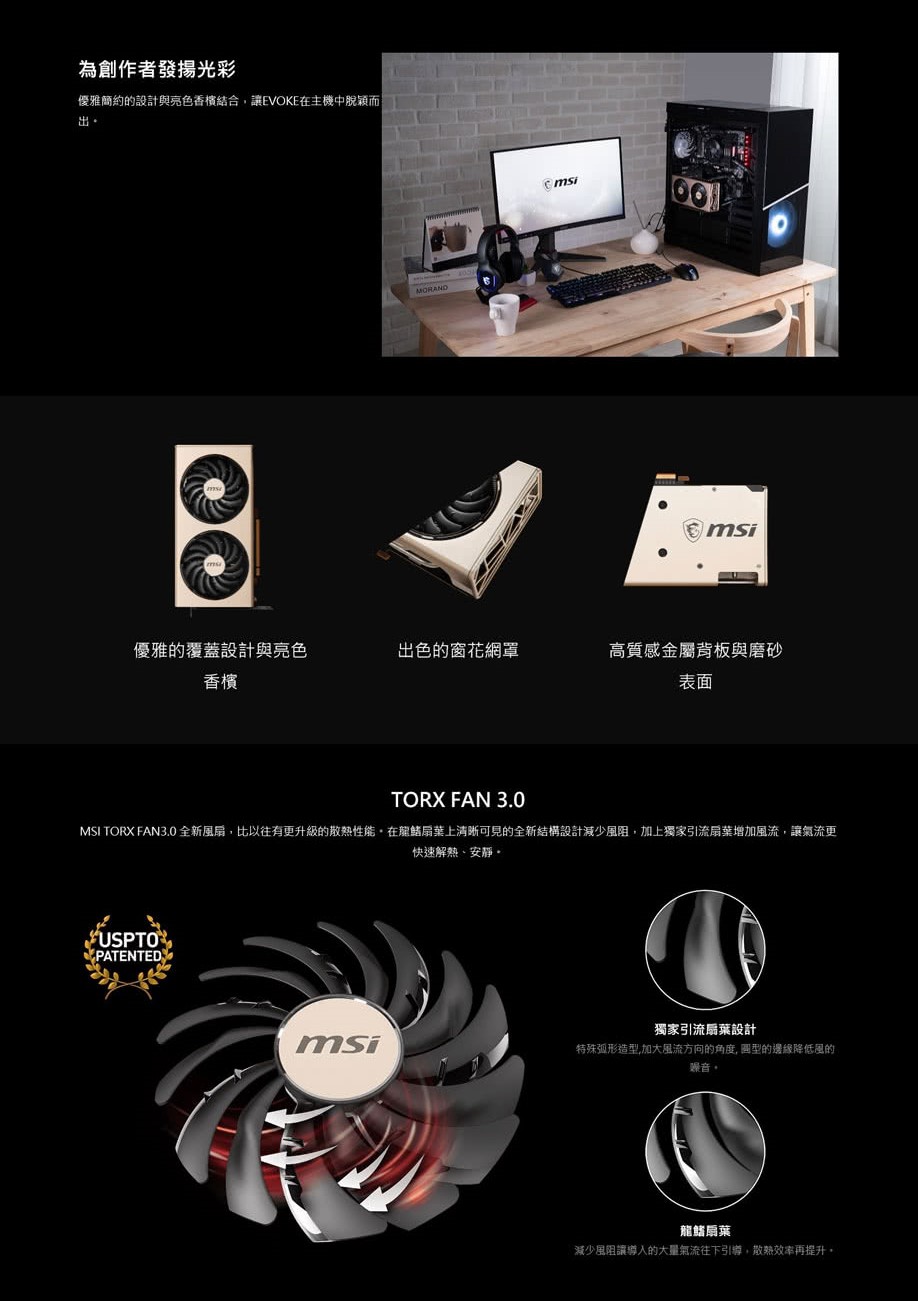 為創作者發揚光彩
優雅簡約的設計與亮色香檳結合，讓EVOKE在主機中脫穎而
出。
msi
MORAND
msi
msi
msi
優雅的覆蓋設計與亮色
香檳
出色的窗花網罩
高質感金屬背板與磨砂
表面
TORX FAN 3.0
MSI TORX FAN3.0 全新風扇，比以往有更升級的散熱性能。在龍鰭扇葉上清晰可見的全新結構設計減少風阻，加上獨家引流扇葉增加風流，讓氣流更
快速解熱、安靜。
USPTO
PATENTED
msi
獨家引流扇葉設計
特殊弧形造型,加大風流方向的角度, 圓型的邊緣降低風的
噪音。
龍鰭扇葉
減少風阻讓導入的大量氣流往下引導，散熱效率再提升。